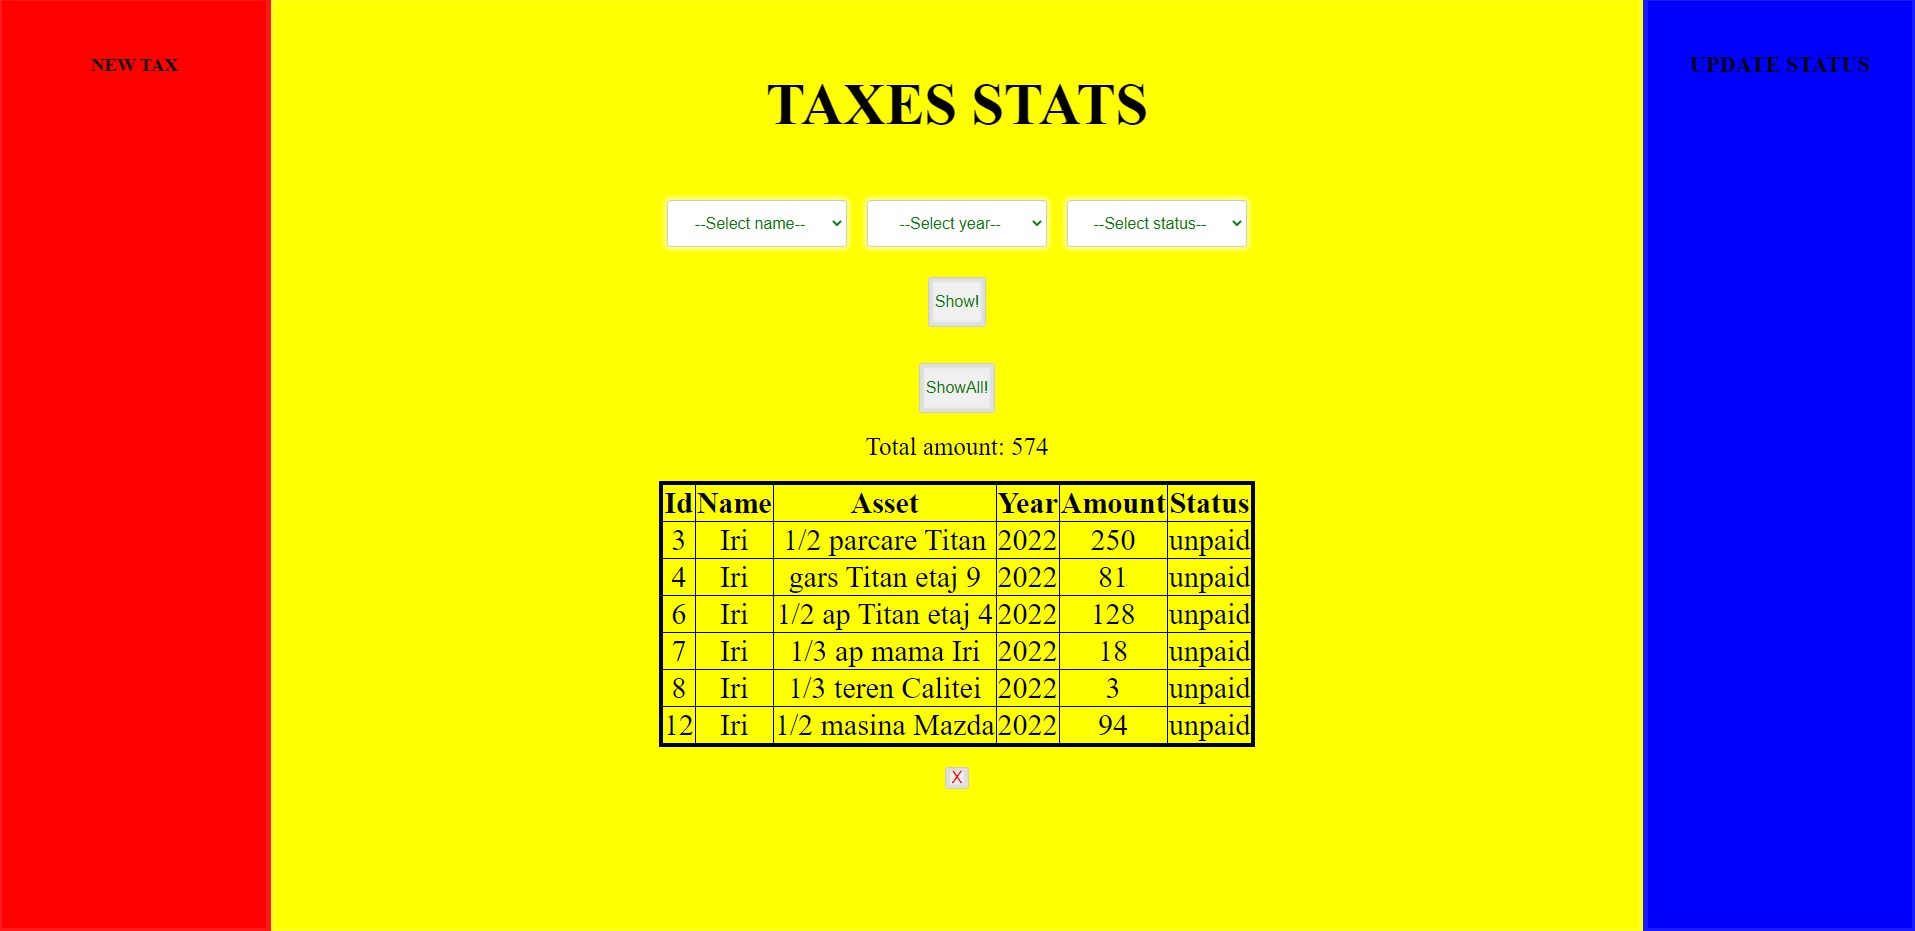 NEW TAX
UPDATE STATUS
TAXES STATS
--Select name-- --Select year-- --Select status--
Show!
ShowAll!
Total amount: 574
Id Name Asset Year Amount Status
3 Iri 1/2 parcare Titan 2022 250 unpaid
4 Iri gars Titan etaj 9 2022 81 unpaid
6 Iri 1/2 ap Titan etaj 4 2022 128 unpaid
7 Iri 1/3 ap mama Iri 2022 18 unpaid
8 Iri 1/3 teren Calitei 2022 3 unpaid
12 Iri 1/2 masina Mazda 2022 94 unpaid
X